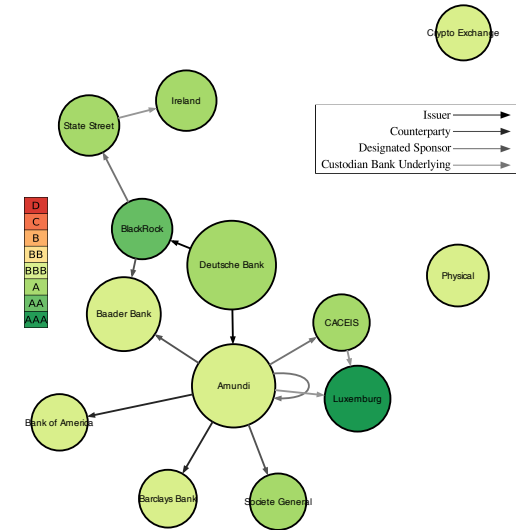 Crypto Exchange
Ireland
State Street
Issuer
Counterparty
Designated Sponsor
Custodian Bank Underlying
D
C
B
BB
BBB
A
AA
AAA
BlackRock
Deutsche Bank
Physical
Baader Bank
CACEIS
Amundi
Luxemburg
Bank of America
Barclays Bank
Societe General